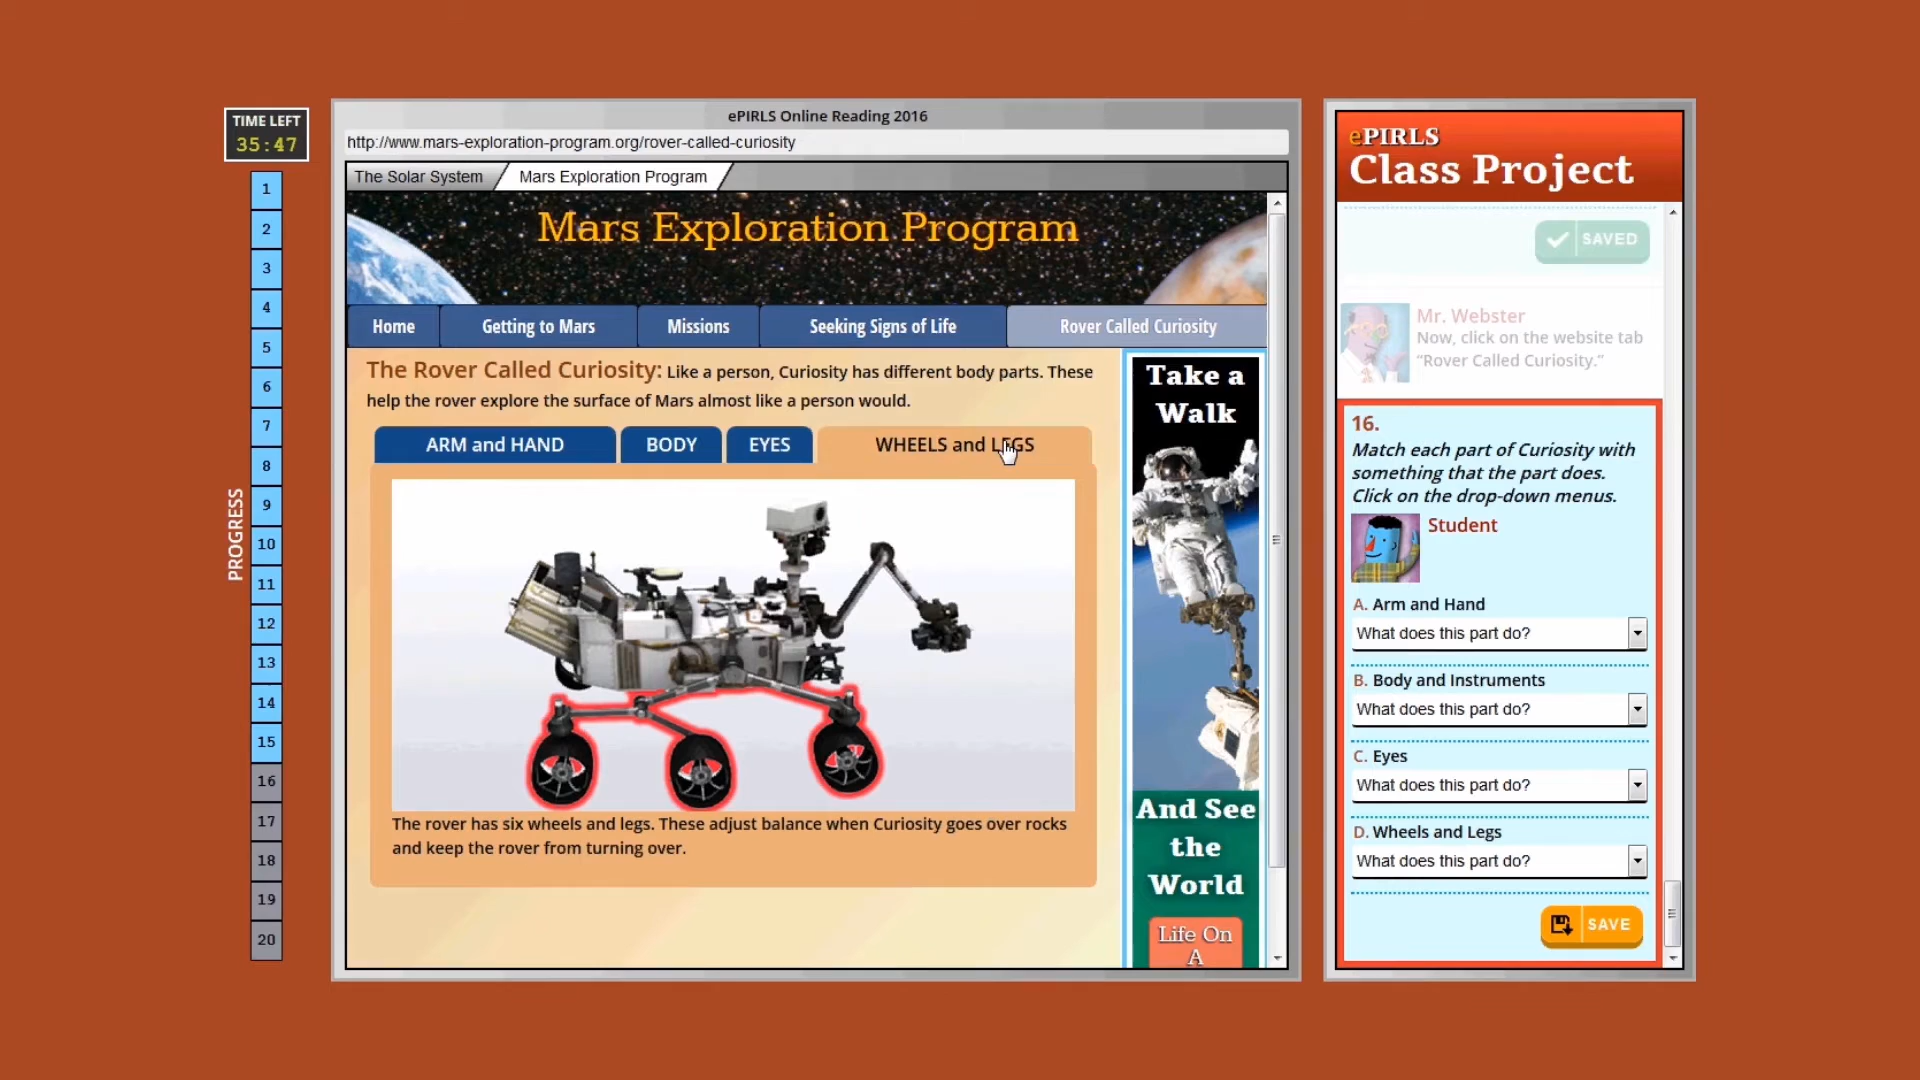 TIME LEFT
35:47
PROGRESS
1
2
3
4
5
6
7
8
9
10
11
12
13
14
15
16
17
18
19
20
ePIRLS Online Reading 2016
http://www.mars-exploration-program.org/rover-called-curiosity
The Solar System
Mars Exploration Program
Mars Exploration Program
Home
Getting to Mars
Missions
Seeking Signs of Life
Rover Called Curiosity
The Rover Called Curiosity: Like a person, Curiosity has different body parts. These
help the rover explore the surface of Mars almost like a person would.
ARM and HAND
BODY
EYES
WHEELS and LEGS
The rover has six wheels and legs. These adjust balance when Curiosity goes over rocks
and keep the rover from turning over.
Take a
Walk
And See
the
World
Life On
A
ePIRLS
Class Project
SAVED
Mr. Webster
Now, click on the website tab
“Rover Called Curiosity.”
16.
Match each part of Curiosity with
something that the part does.
Click on the drop-down menus.
Student
A. Arm and Hand
What does this part do?
B. Body and Instruments
What does this part do?
C. Eyes
What does this part do?
D. Wheels and Legs
What does this part do?
SAVE